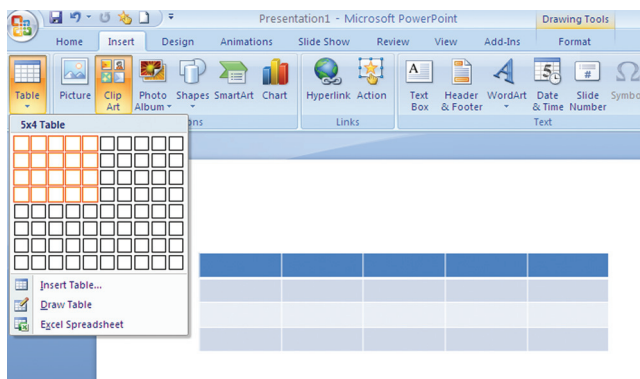 Presentation1 - Microsoft PowerPoint
Drawing Tools
Home Insert Design Animations Slide Show Review View Add-Ins Format
Table Picture Clip Art Photo Album Shapes SmartArt Chart Hyperlink Action Text Box Header & Footer WordArt Date & Time Slide Number Symbo
ons Links Text
5x4 Table
Insert Table...
Draw Table
Excel Spreadsheet